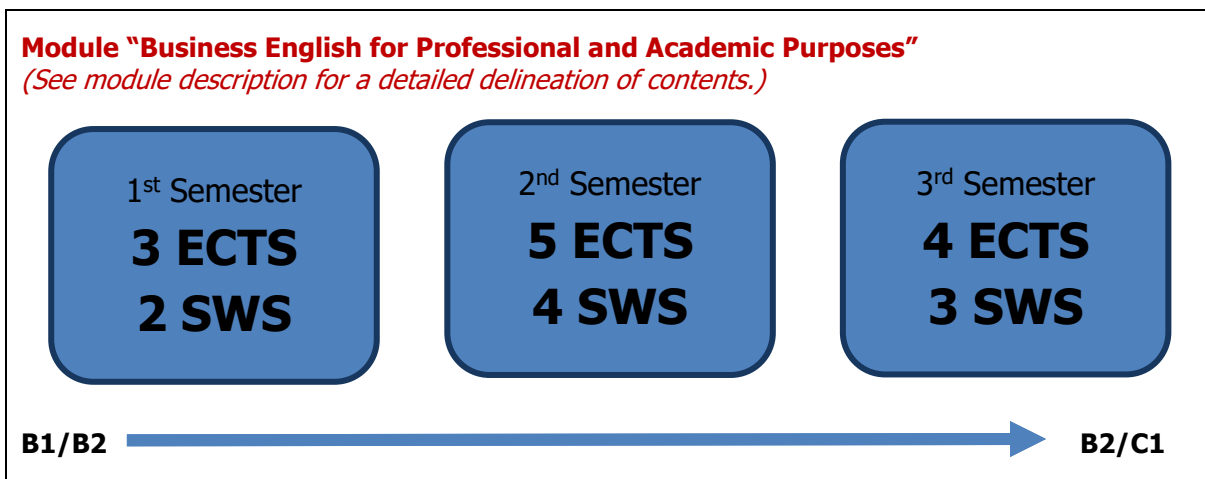 Module “Business English for Professional and Academic Purposes”
(See module description for a detailed delineation of contents.)
1st Semester
3 ECTS
2 SWS
2nd Semester
5 ECTS
4 SWS
3rd Semester
4 ECTS
3 SWS
B1/B2
B2/C1